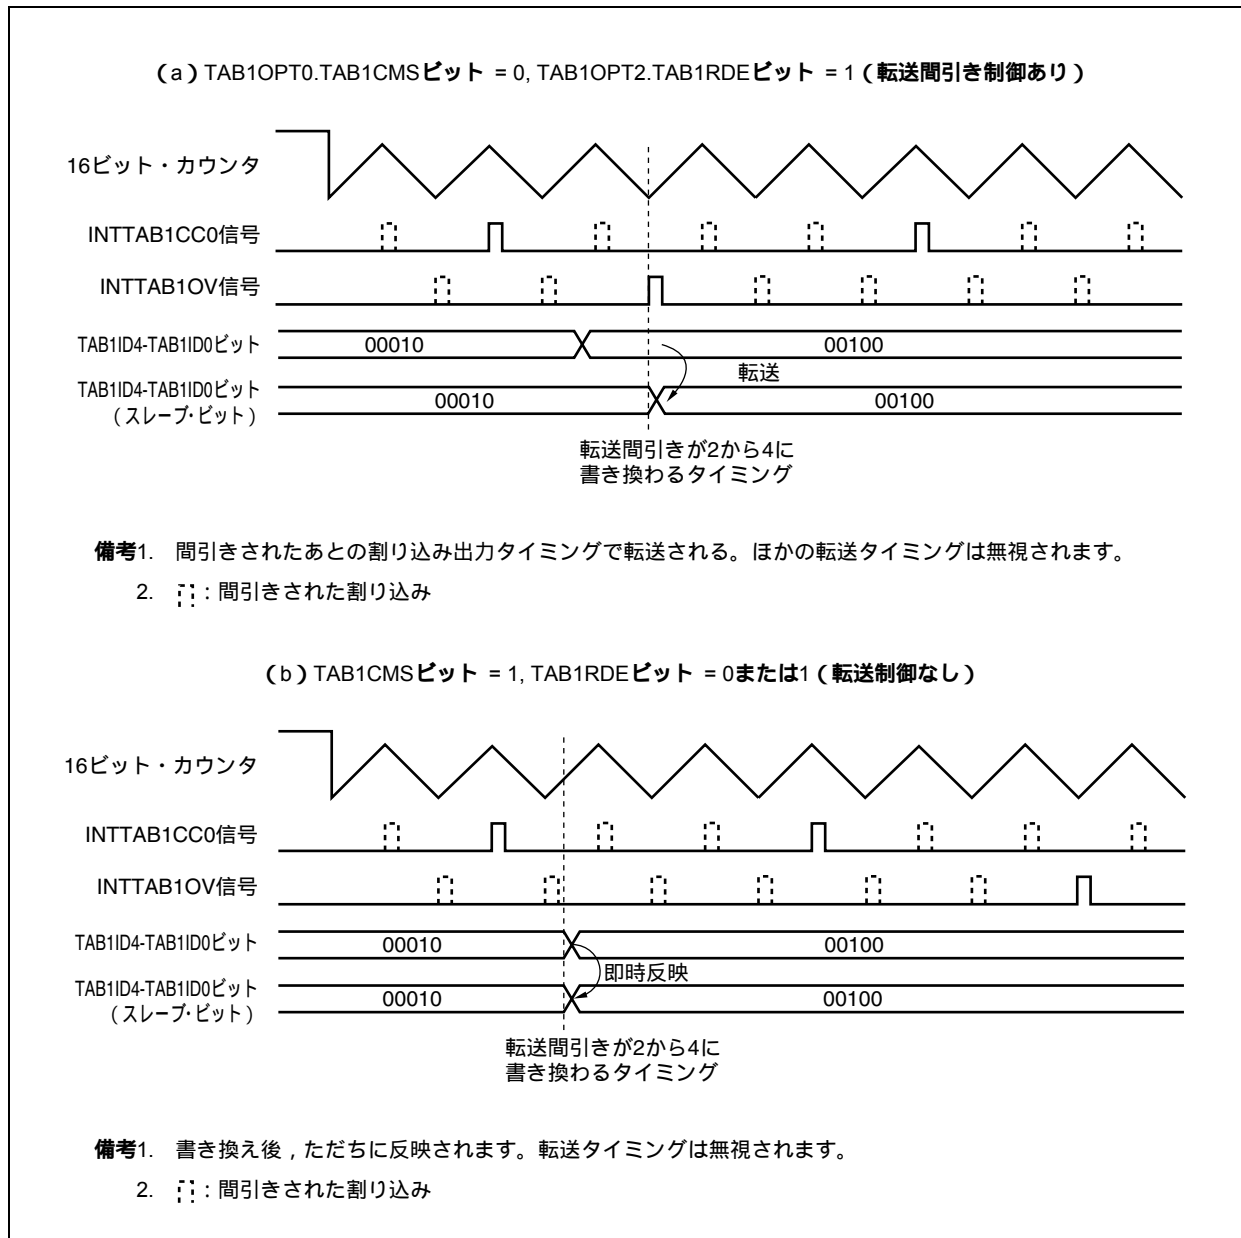 （a）TAB1OPT0.TAB1CMSビット = 0, TAB1OPT2.TAB1RDEビット = 1（転送間引き制御あり）
16ビット・カウンタ
INTTAB1CC0信号
INTTAB1OV信号
TAB1ID4-TAB1ID0ビット
00010
00100
転送
TAB1ID4-TAB1ID0ビット
（スレーブ・ビット）
00010
00100
転送間引きが2から4に
書き換わるタイミング
備考1. 間引きされたあとの割り込み出力タイミングで転送される。ほかの転送タイミングは無視されます。
2. ：間引きされた割り込み
（b）TAB1CMSビット = 1, TAB1RDEビット = 0または1（転送制御なし）
16ビット・カウンタ
INTTAB1CC0信号
INTTAB1OV信号
TAB1ID4-TAB1ID0ビット
00010
00100
即時反映
TAB1ID4-TAB1ID0ビット
（スレーブ・ビット）
00010
00100
転送間引きが2から4に
書き換わるタイミング
備考1. 書き換え後，ただちに反映されます。転送タイミングは無視されます。
2. ：間引きされた割り込み